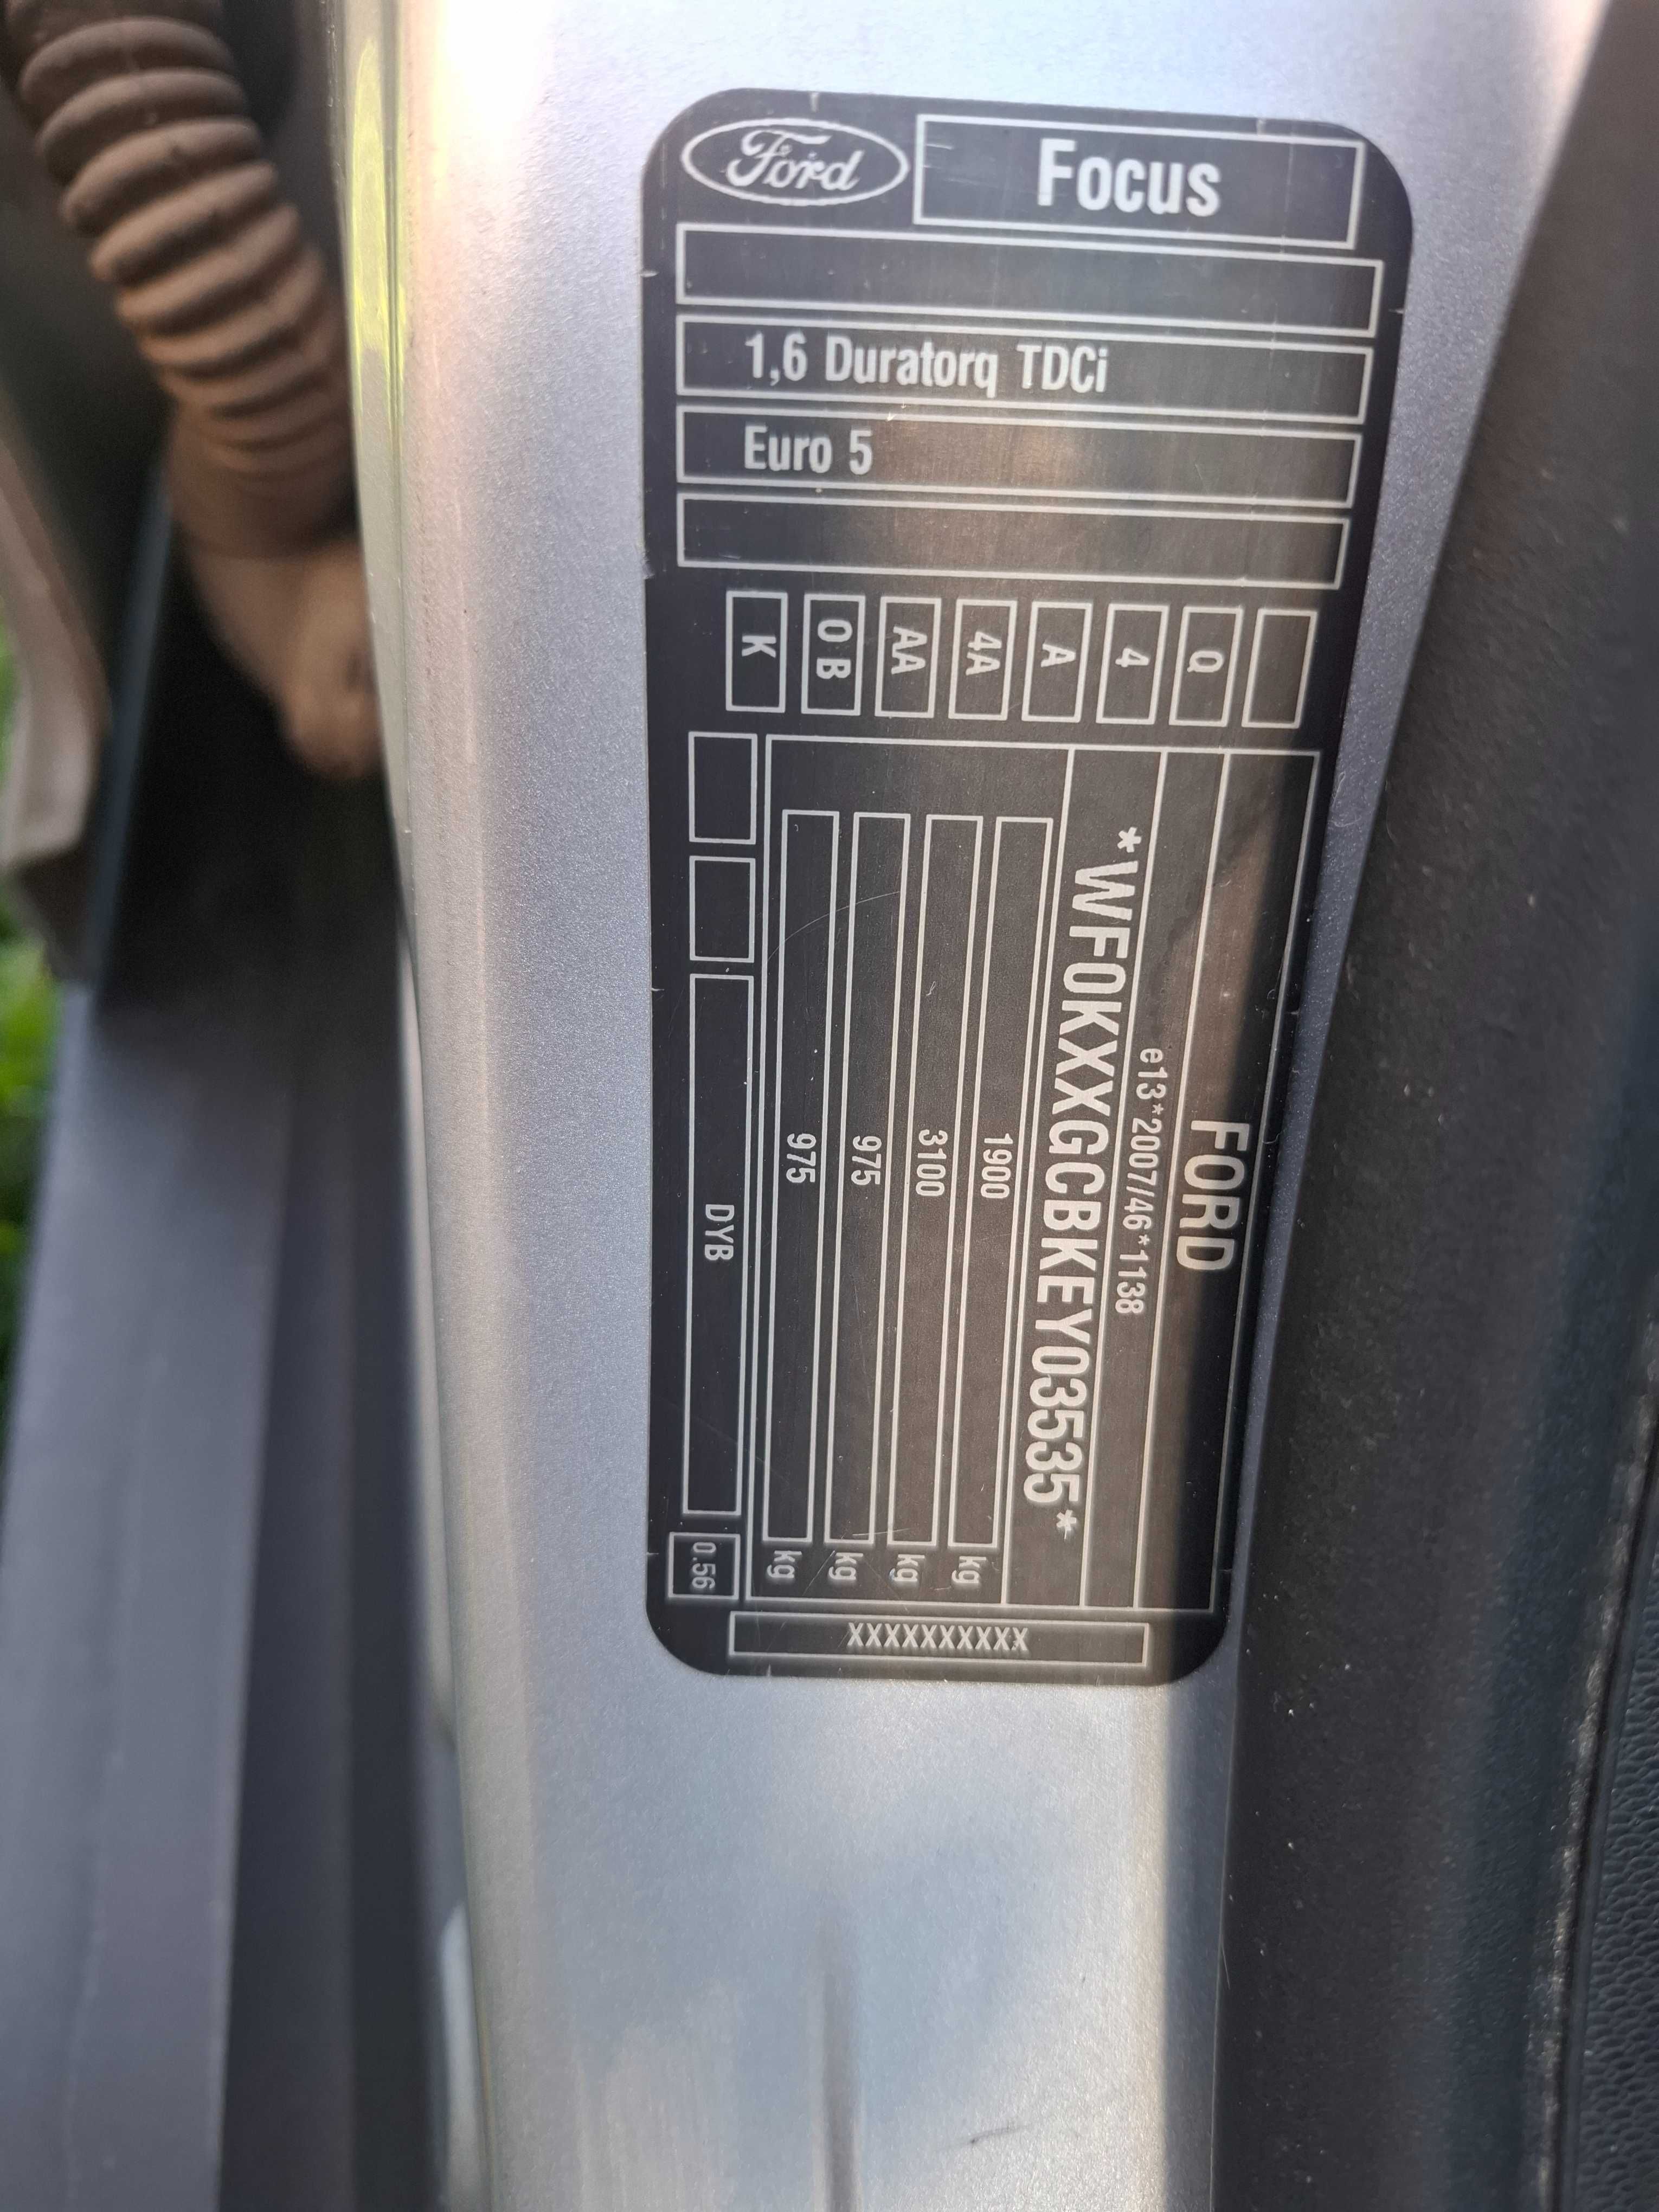 Ford
Focus
1,6 Duratorq TDCi
Euro 5
Q
4
A
4A
AA
0 B
K
FORD
e13*2007/46*1138
*WF0KXXGCBKEY03535*
1900 kg
3100 kg
975 kg
975 kg
DYB
0.56
XXXXXXXXXX